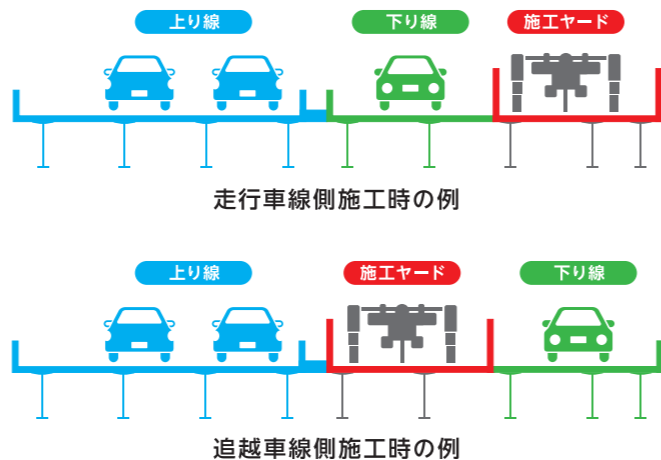 上り線 下り線 施工ヤード
走行車線側施工時の例
上り線 施工ヤード 下り線
追越車線側施工時の例